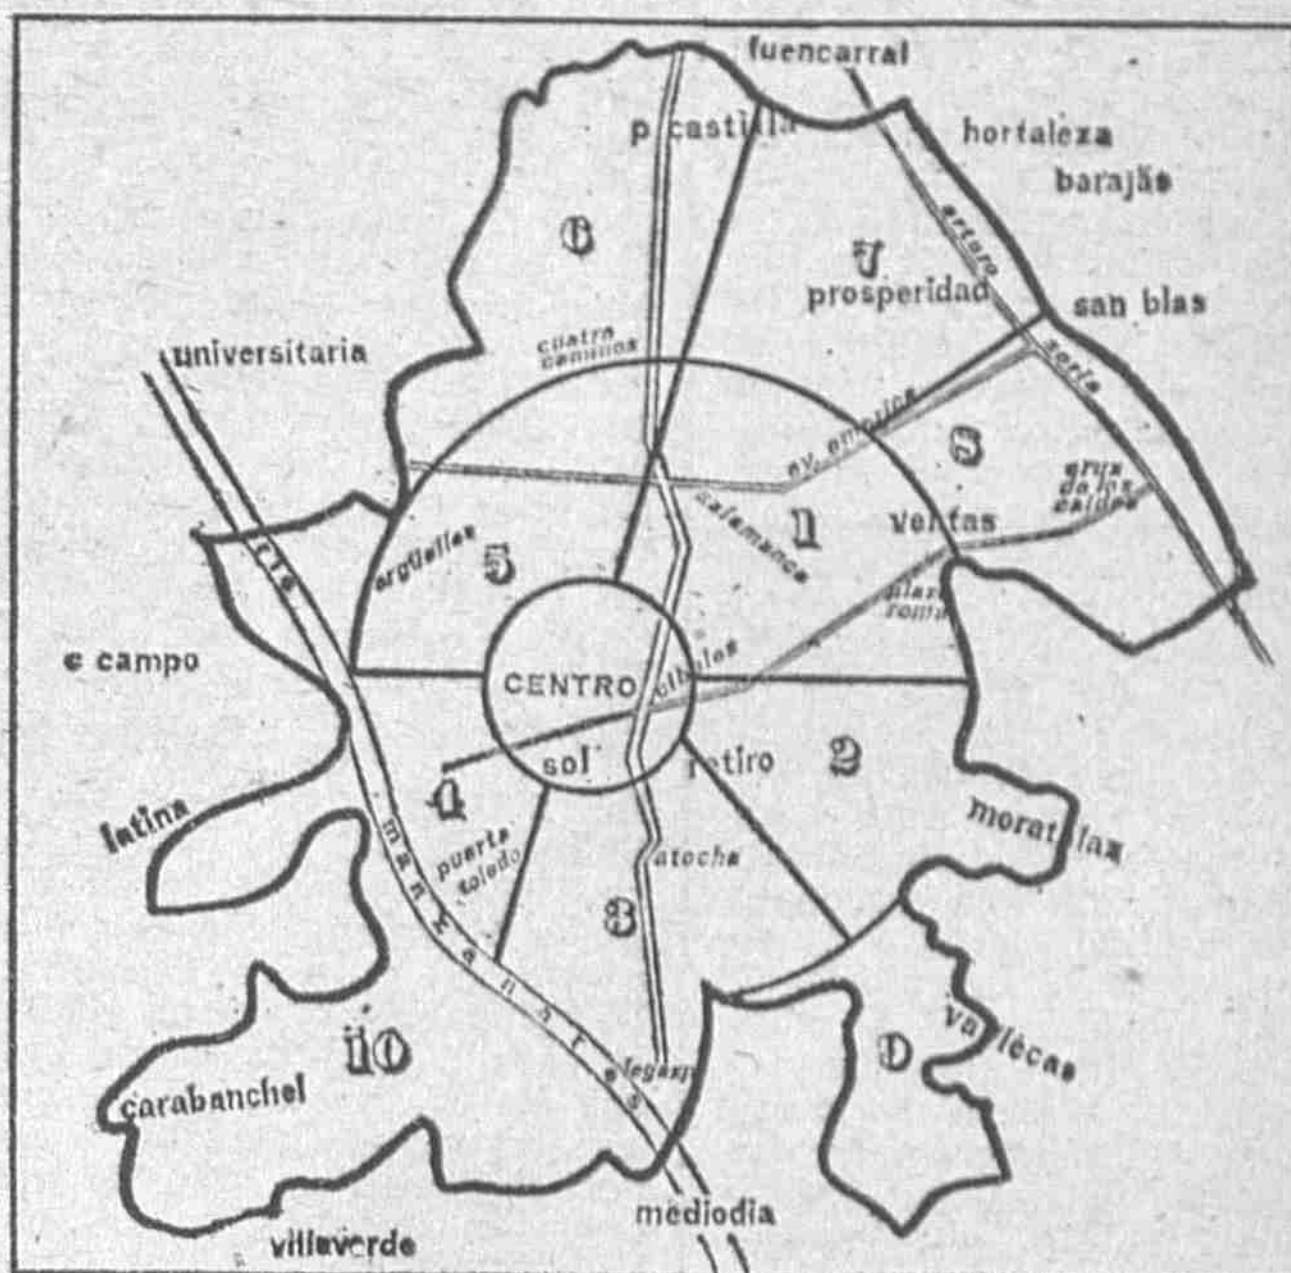 fuencarral
p castilla
hortaleza
barajas
6
7
arturo
prosperidad
san blas
cuatro
caminos
universitaria
soria
av. america
8
cruz
de los
caidos
salamanca
1
ventas
argüelles
5
rio
plaza
roma
e campo
CENTRO
cibeles
sol
retiro
2
4
latina
moratalaz
manzanares
puerta
toledo
atocha
3
10
vallecas
9
legazpi
carabanchel
mediodia
villaverde